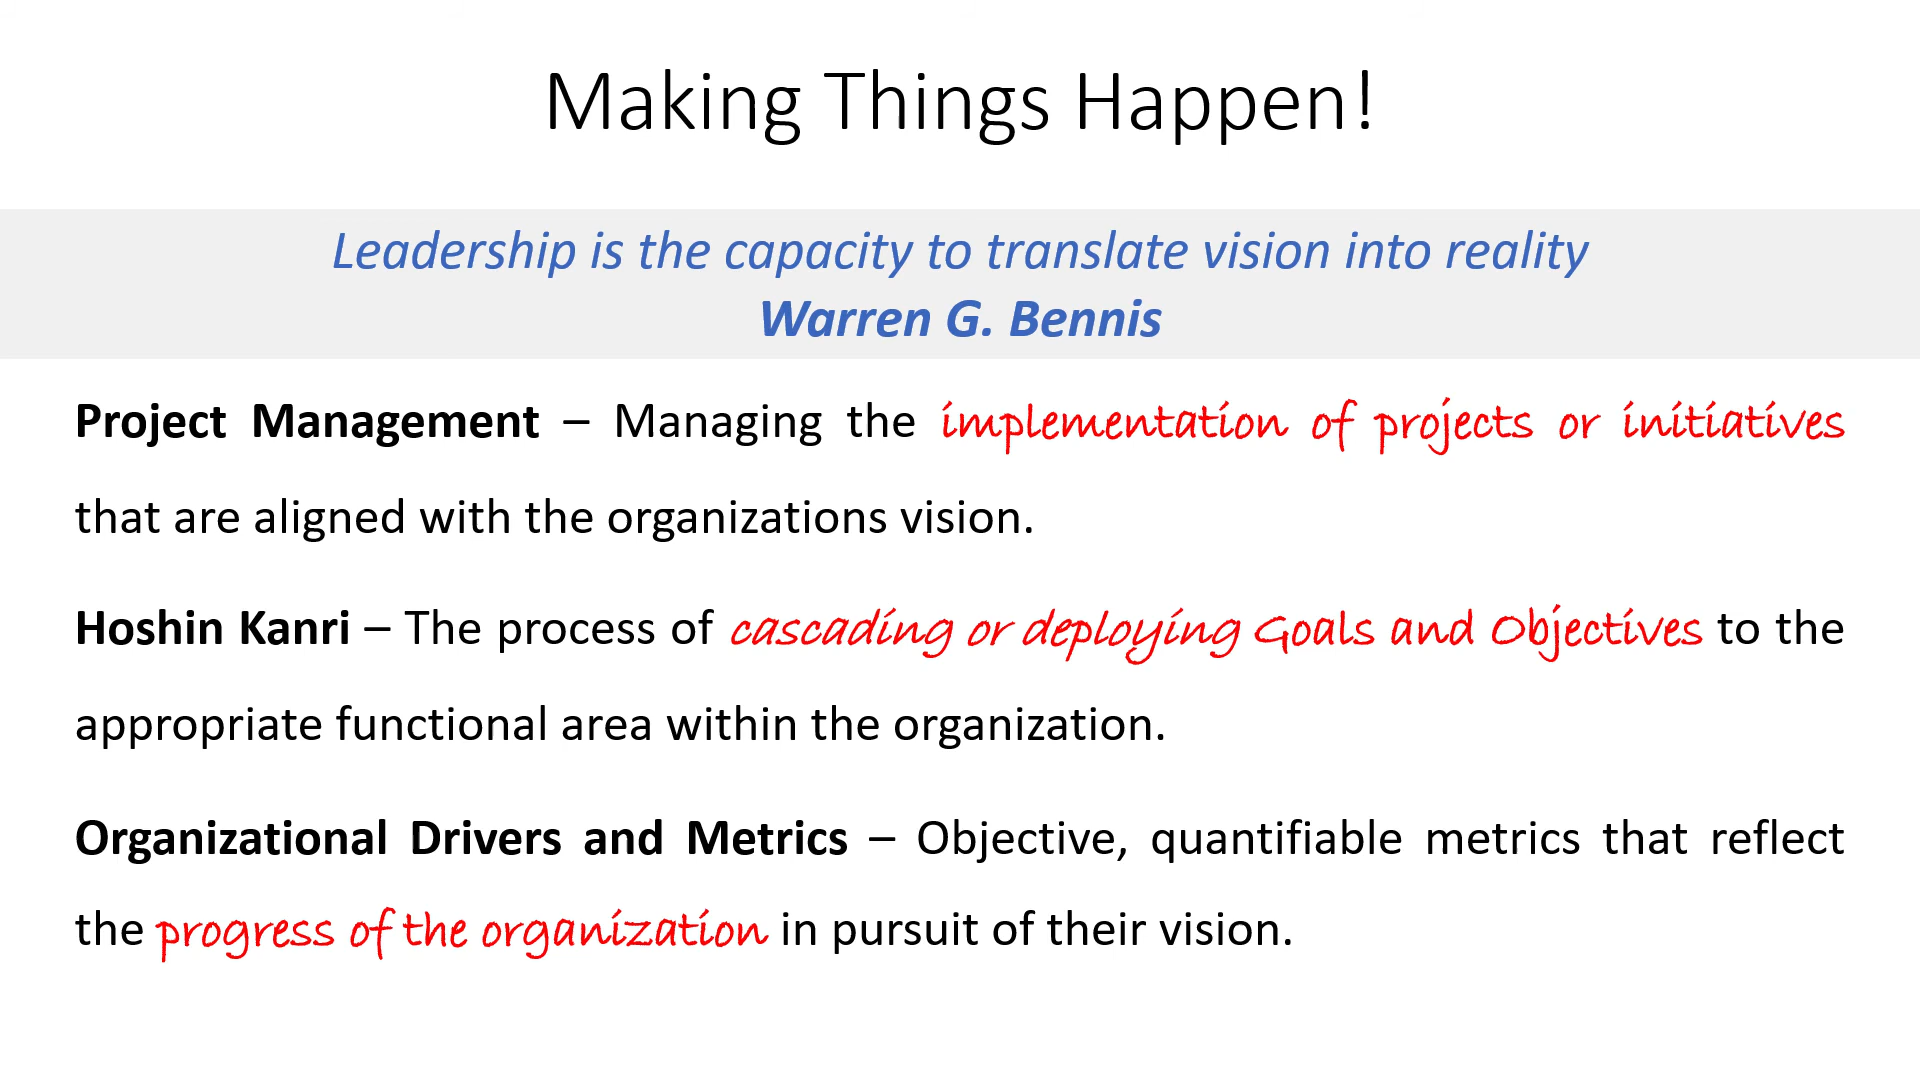 Making Things Happen!
Leadership is the capacity to translate vision into reality
Warren G. Bennis
Project Management – Managing the implementation of projects or initiatives
that are aligned with the organizations vision.
Hoshin Kanri – The process of cascading or deploying Goals and Objectives to the
appropriate functional area within the organization.
Organizational Drivers and Metrics – Objective, quantifiable metrics that reflect
the progress of the organization in pursuit of their vision.